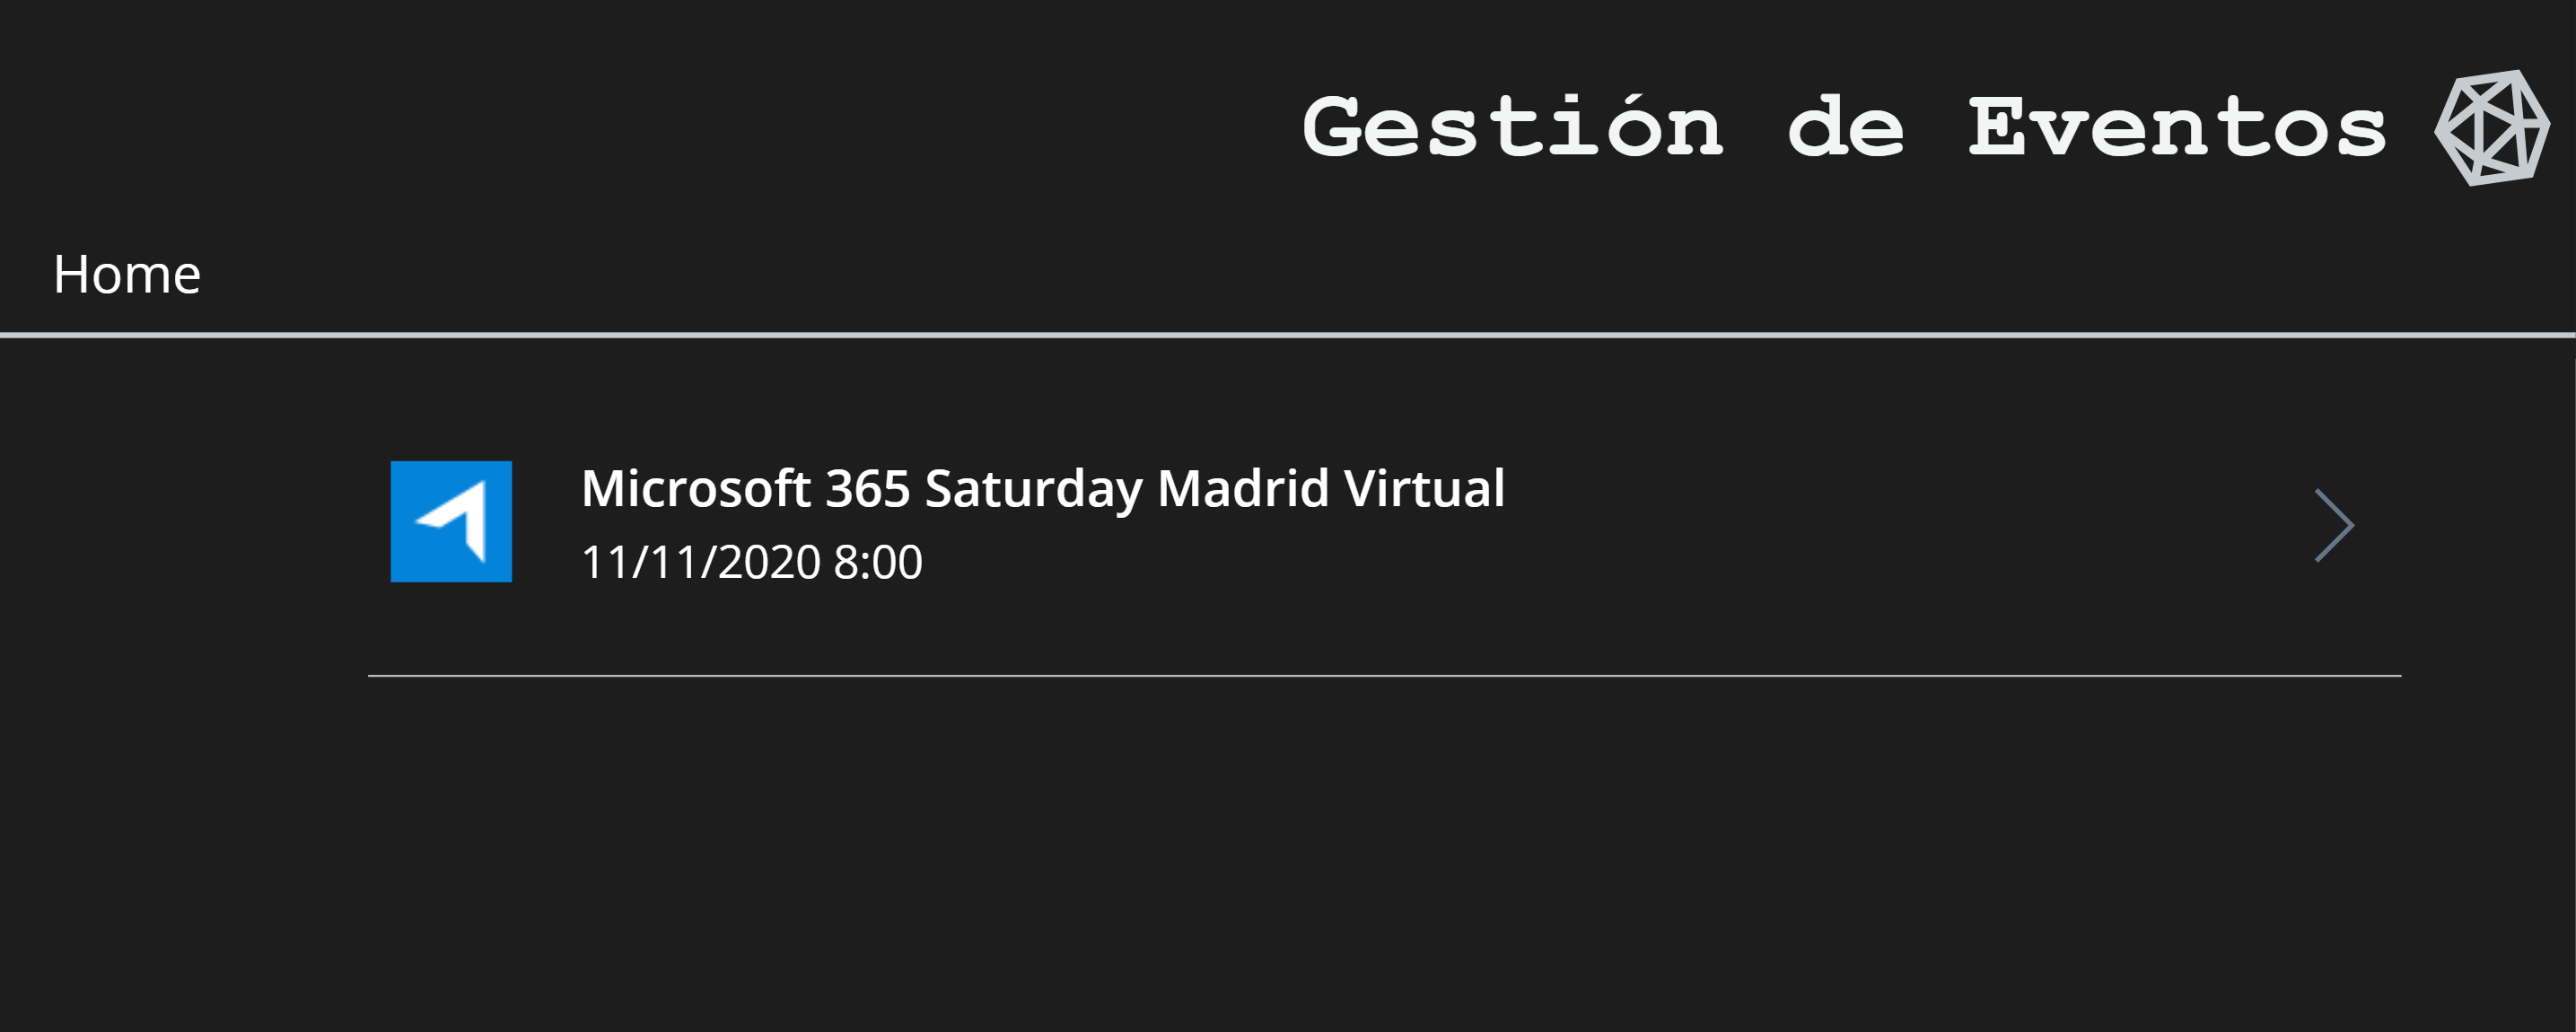 Gestión de Eventos
Home
Microsoft 365 Saturday Madrid Virtual
11/11/2020 8:00